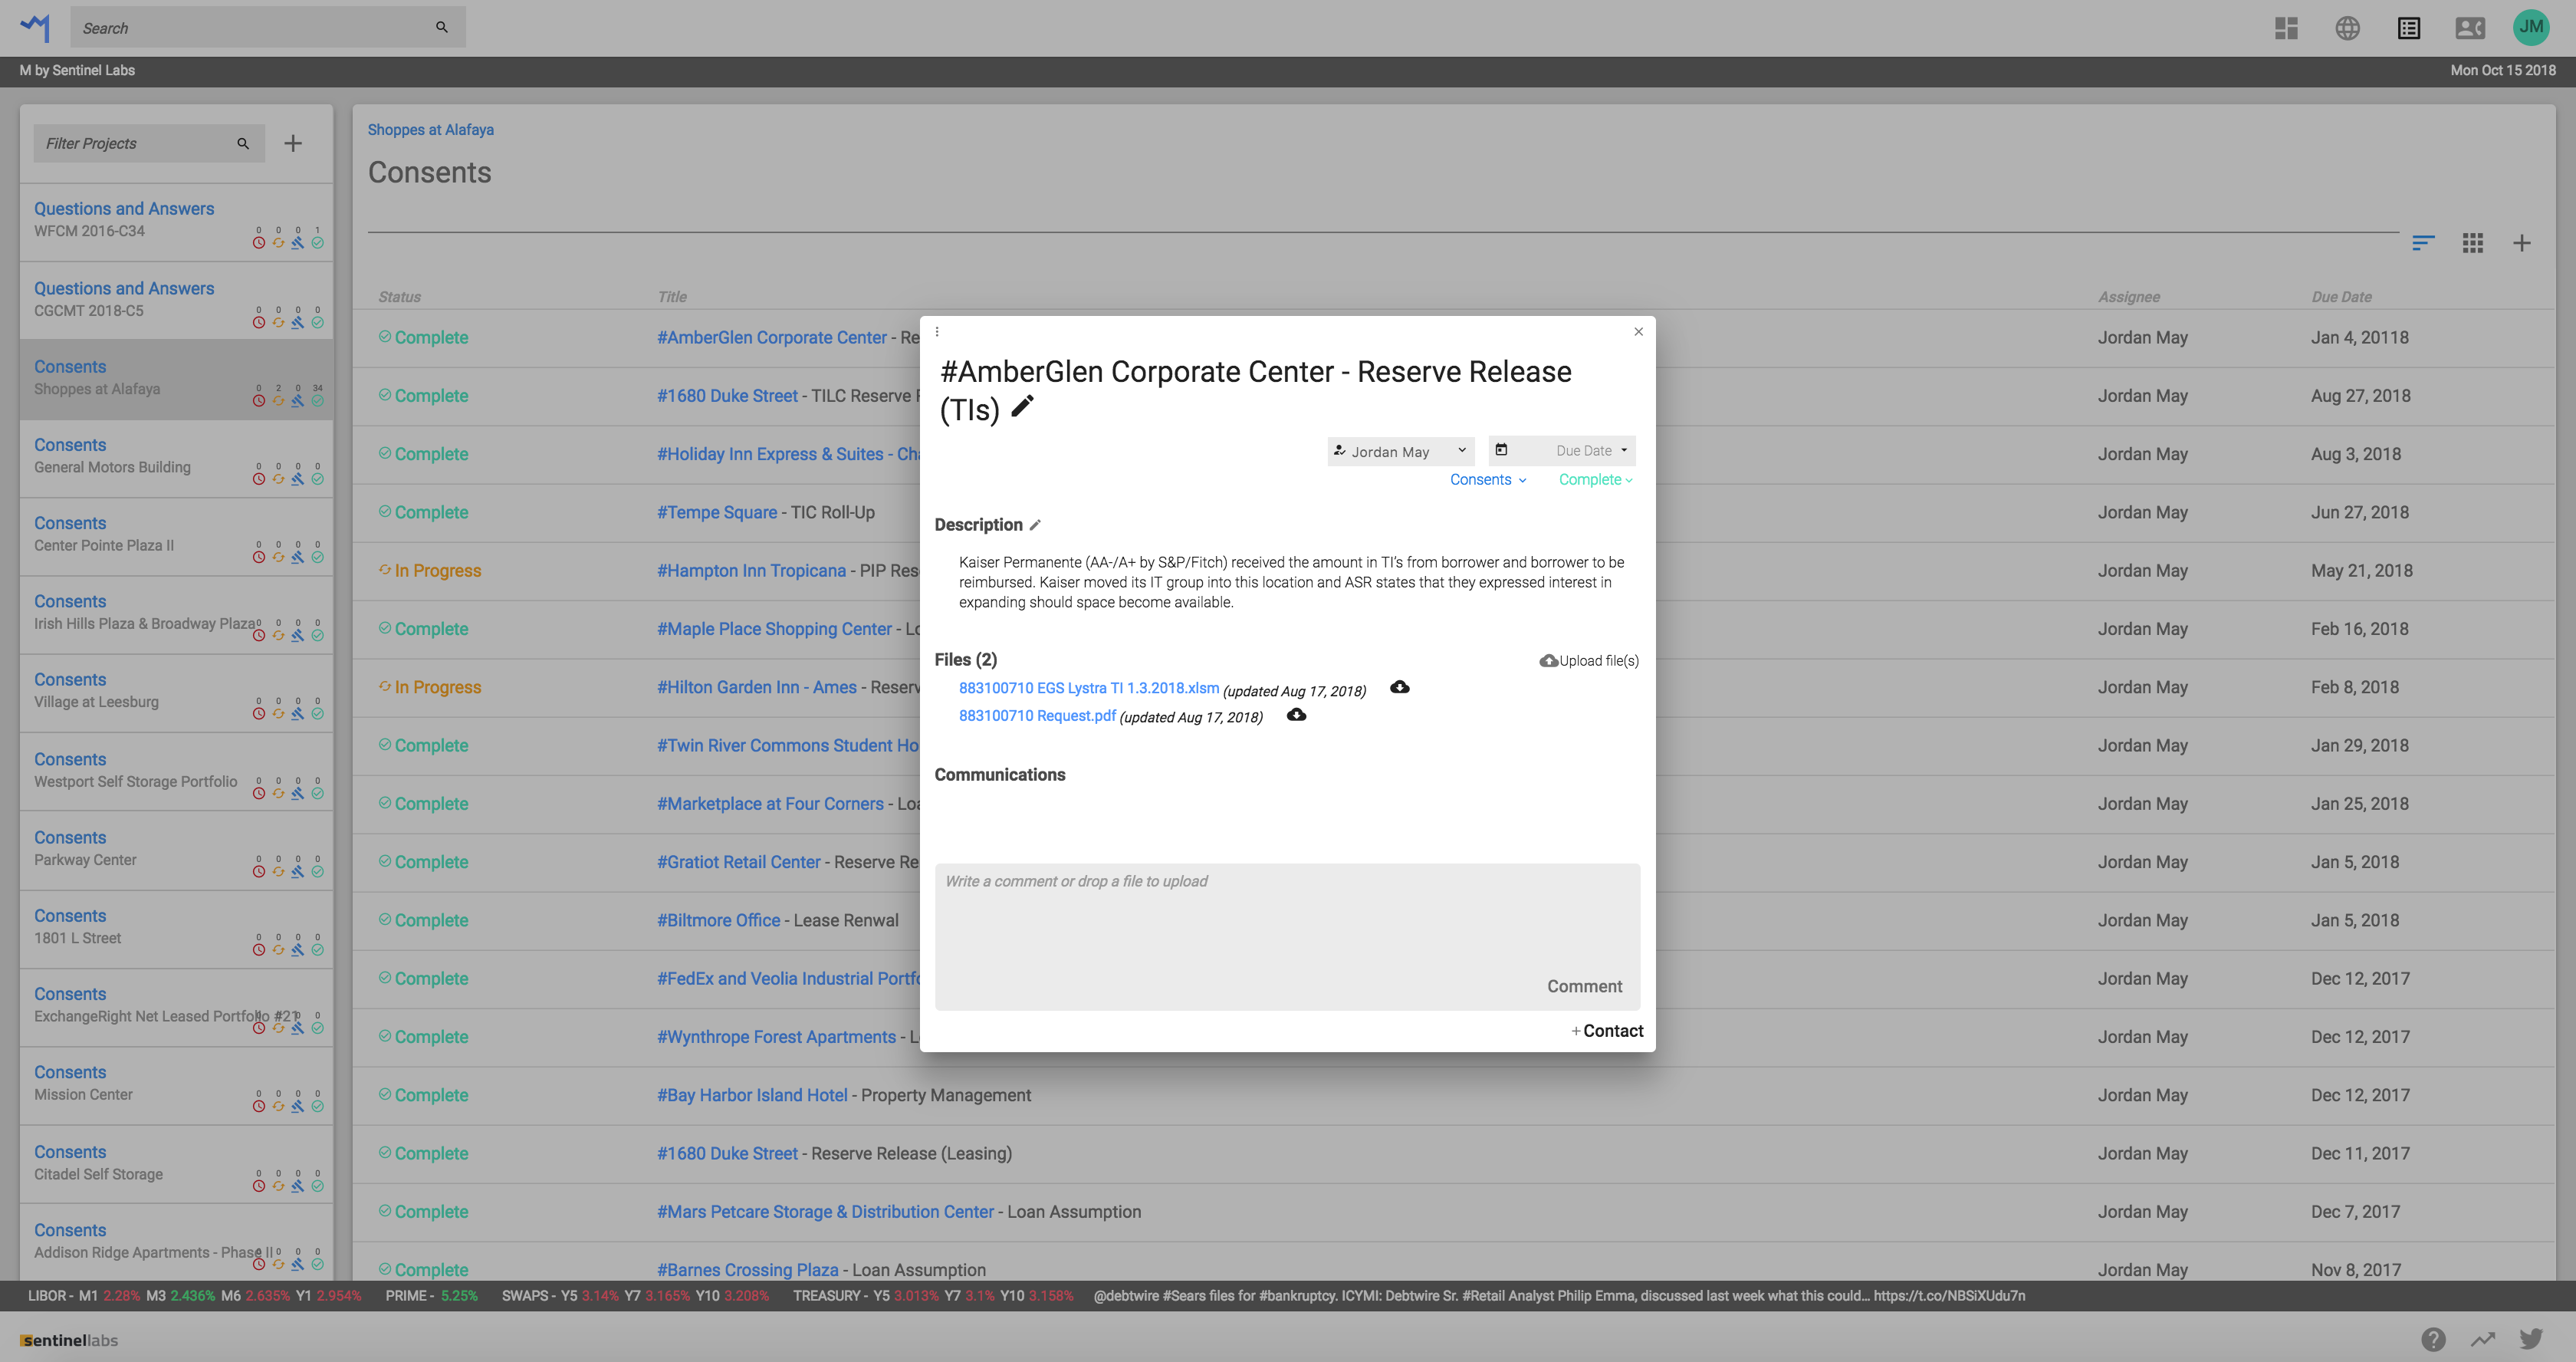 Search
JM
M by Sentinel Labs
Mon Oct 15 2018
Filter Projects
Questions and Answers
WFCM 2016-C34
0 0 0 1
Questions and Answers
CGCMT 2018-C5
0 0 0 0
Consents
Shoppes at Alafaya
0 2 0 34
Consents
General Motors Building
0 0 0 0
Consents
Center Pointe Plaza II
0 0 0 0
Consents
Irish Hills Plaza & Broadway Plaza
0 0 0 0
Consents
Village at Leesburg
0 0 0 0
Consents
Westport Self Storage Portfolio
0 0 0 0
Consents
Parkway Center
0 0 0 0
Consents
1801 L Street
0 0 0 0
Consents
ExchangeRight Net Leased Portfolio #21
0 0 0
Consents
Mission Center
0 0 0 0
Consents
Citadel Self Storage
0 0 0 0
Consents
Addison Ridge Apartments - Phase II
0 0 0
Shoppes at Alafaya
Consents
Status Title Assignee Due Date
Complete #AmberGlen Corporate Center - Re Jordan May Jan 4, 20118
Complete #1680 Duke Street - TILC Reserve Jordan May Aug 27, 2018
Complete #Holiday Inn Express & Suites - Cha Jordan May Aug 3, 2018
Complete #Tempe Square - TIC Roll-Up Jordan May Jun 27, 2018
In Progress #Hampton Inn Tropicana - PIP Res Jordan May May 21, 2018
Complete #Maple Place Shopping Center - Lo Jordan May Feb 16, 2018
In Progress #Hilton Garden Inn - Ames - Reserv Jordan May Feb 8, 2018
Complete #Twin River Commons Student Ho Jordan May Jan 29, 2018
Complete #Marketplace at Four Corners - Loa Jordan May Jan 25, 2018
Complete #Gratiot Retail Center - Reserve Re Jordan May Jan 5, 2018
Complete #Biltmore Office - Lease Renwal Jordan May Jan 5, 2018
Complete #FedEx and Veolia Industrial Portfo Jordan May Dec 12, 2017
Complete #Wynthrope Forest Apartments - L Jordan May Dec 12, 2017
Complete #Bay Harbor Island Hotel - Property Management Jordan May Dec 12, 2017
Complete #1680 Duke Street - Reserve Release (Leasing) Jordan May Dec 11, 2017
Complete #Mars Petcare Storage & Distribution Center - Loan Assumption Jordan May Dec 7, 2017
Complete #Barnes Crossing Plaza - Loan Assumption Jordan May Nov 8, 2017
#AmberGlen Corporate Center - Reserve Release
(TIs)
Jordan May Due Date
Consents Complete
Description
Kaiser Permanente (AA-/A+ by S&P/Fitch) received the amount in TI's from borrower and borrower to be
reimbursed. Kaiser moved its IT group into this location and ASR states that they expressed interest in
expanding should space become available.
Files (2) Upload file(s)
883100710 EGS Lystra TI 1.3.2018.xlsm (updated Aug 17, 2018)
883100710 Request.pdf (updated Aug 17, 2018)
Communications
Write a comment or drop a file to upload
Comment
+ Contact
LIBOR - M1 2.28% M3 2.436% M6 2.635% Y1 2.954% PRIME - 5.25% SWAPS - Y5 3.14% Y7 3.165% Y10 3.208% TREASURY - Y5 3.013% Y7 3.1% Y10 3.158% @debtwire #Sears files for #bankruptcy. ICYMI: Debtwire Sr. #Retail Analyst Philip Emma, discussed last week what this could... https://t.co/NBSiXUdu7n
sentinellabs